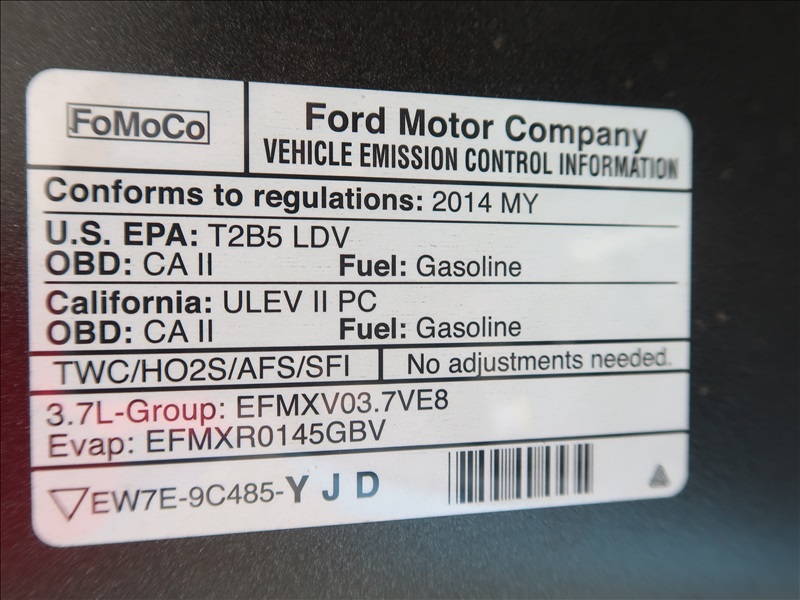 FoMoCo
Ford Motor Company
VEHICLE EMISSION CONTROL INFORMATION
Conforms to regulations: 2014 MY
U.S. EPA: T2B5 LDV
OBD: CA II Fuel: Gasoline
California: ULEV II PC
OBD: CA II Fuel: Gasoline
TWC/HO2S/AFS/SFI No adjustments needed.
3.7L-Group: EFMXV03.7VE8
Evap: EFMXR0145GBV
EW7E-9C485-Y J D